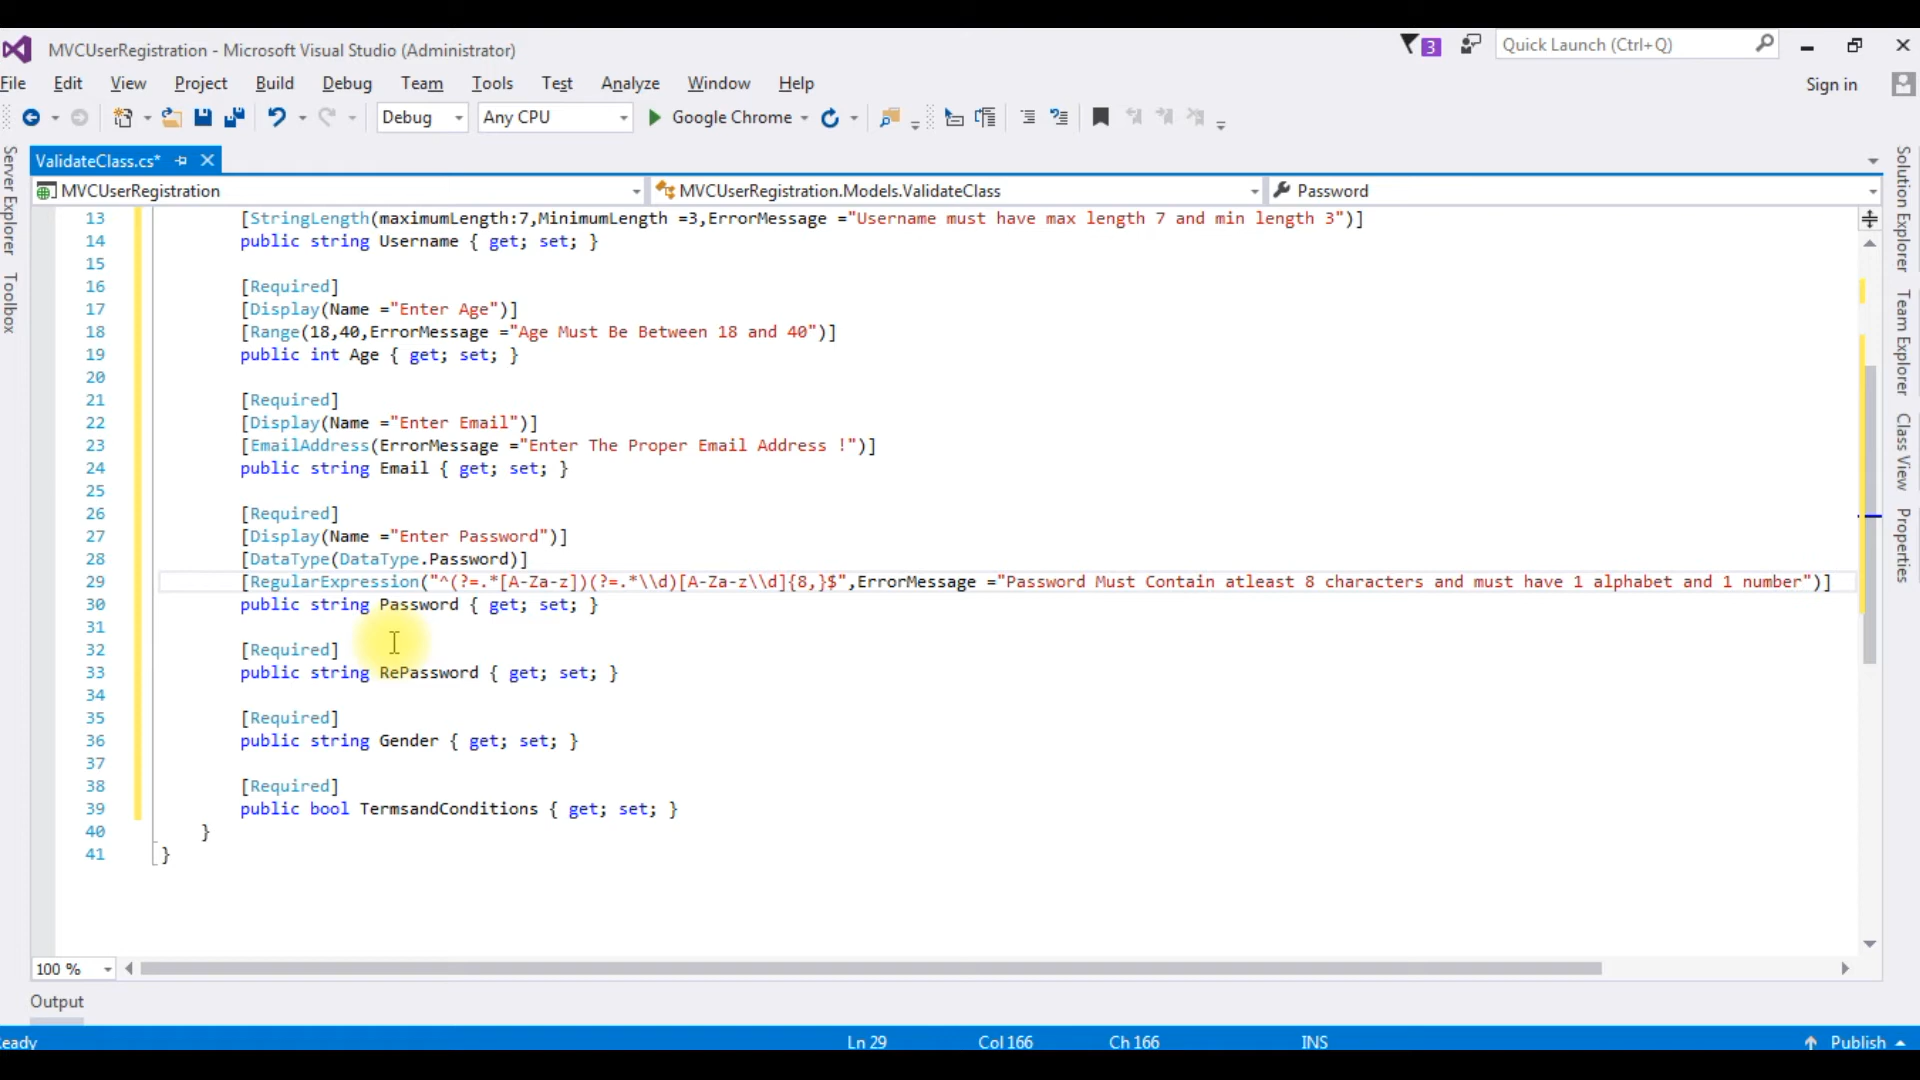 MVCUserRegistration - Microsoft Visual Studio (Administrator)
3
Quick Launch (Ctrl+Q)
File Edit View Project Build Debug Team Tools Test Analyze Window Help
Sign in
Debug
Any CPU
Google Chrome
ValidateClass.cs*
MVCUserRegistration
MVCUserRegistration.Models.ValidateClass
Password
Server Explorer
Toolbox
13 [StringLength(maximumLength:7,MinimumLength =3,ErrorMessage ="Username must have max length 7 and min length 3")]
14 public string Username { get; set; }
15
16 [Required]
17 [Display(Name ="Enter Age")]
18 [Range(18,40,ErrorMessage ="Age Must Be Between 18 and 40")]
19 public int Age { get; set; }
20
21 [Required]
22 [Display(Name ="Enter Email")]
23 [EmailAddress(ErrorMessage ="Enter The Proper Email Address !")]
24 public string Email { get; set; }
25
26 [Required]
27 [Display(Name ="Enter Password")]
28 [DataType(DataType.Password)]
29 [RegularExpression("^(?=.*[A-Za-z])(?=.*\\d)[A-Za-z\\d]{8,}$",ErrorMessage ="Password Must Contain atleast 8 characters and must have 1 alphabet and 1 number")]
30 public string Password { get; set; }
31
32 [Required]
33 public string RePassword { get; set; }
34
35 [Required]
36 public string Gender { get; set; }
37
38 [Required]
39 public bool TermsandConditions { get; set; }
40 }
41 }
Solution Explorer
Team Explorer
Class View
Properties
100 %
Output
eady
Ln 29
Col 166
Ch 166
INS
Publish